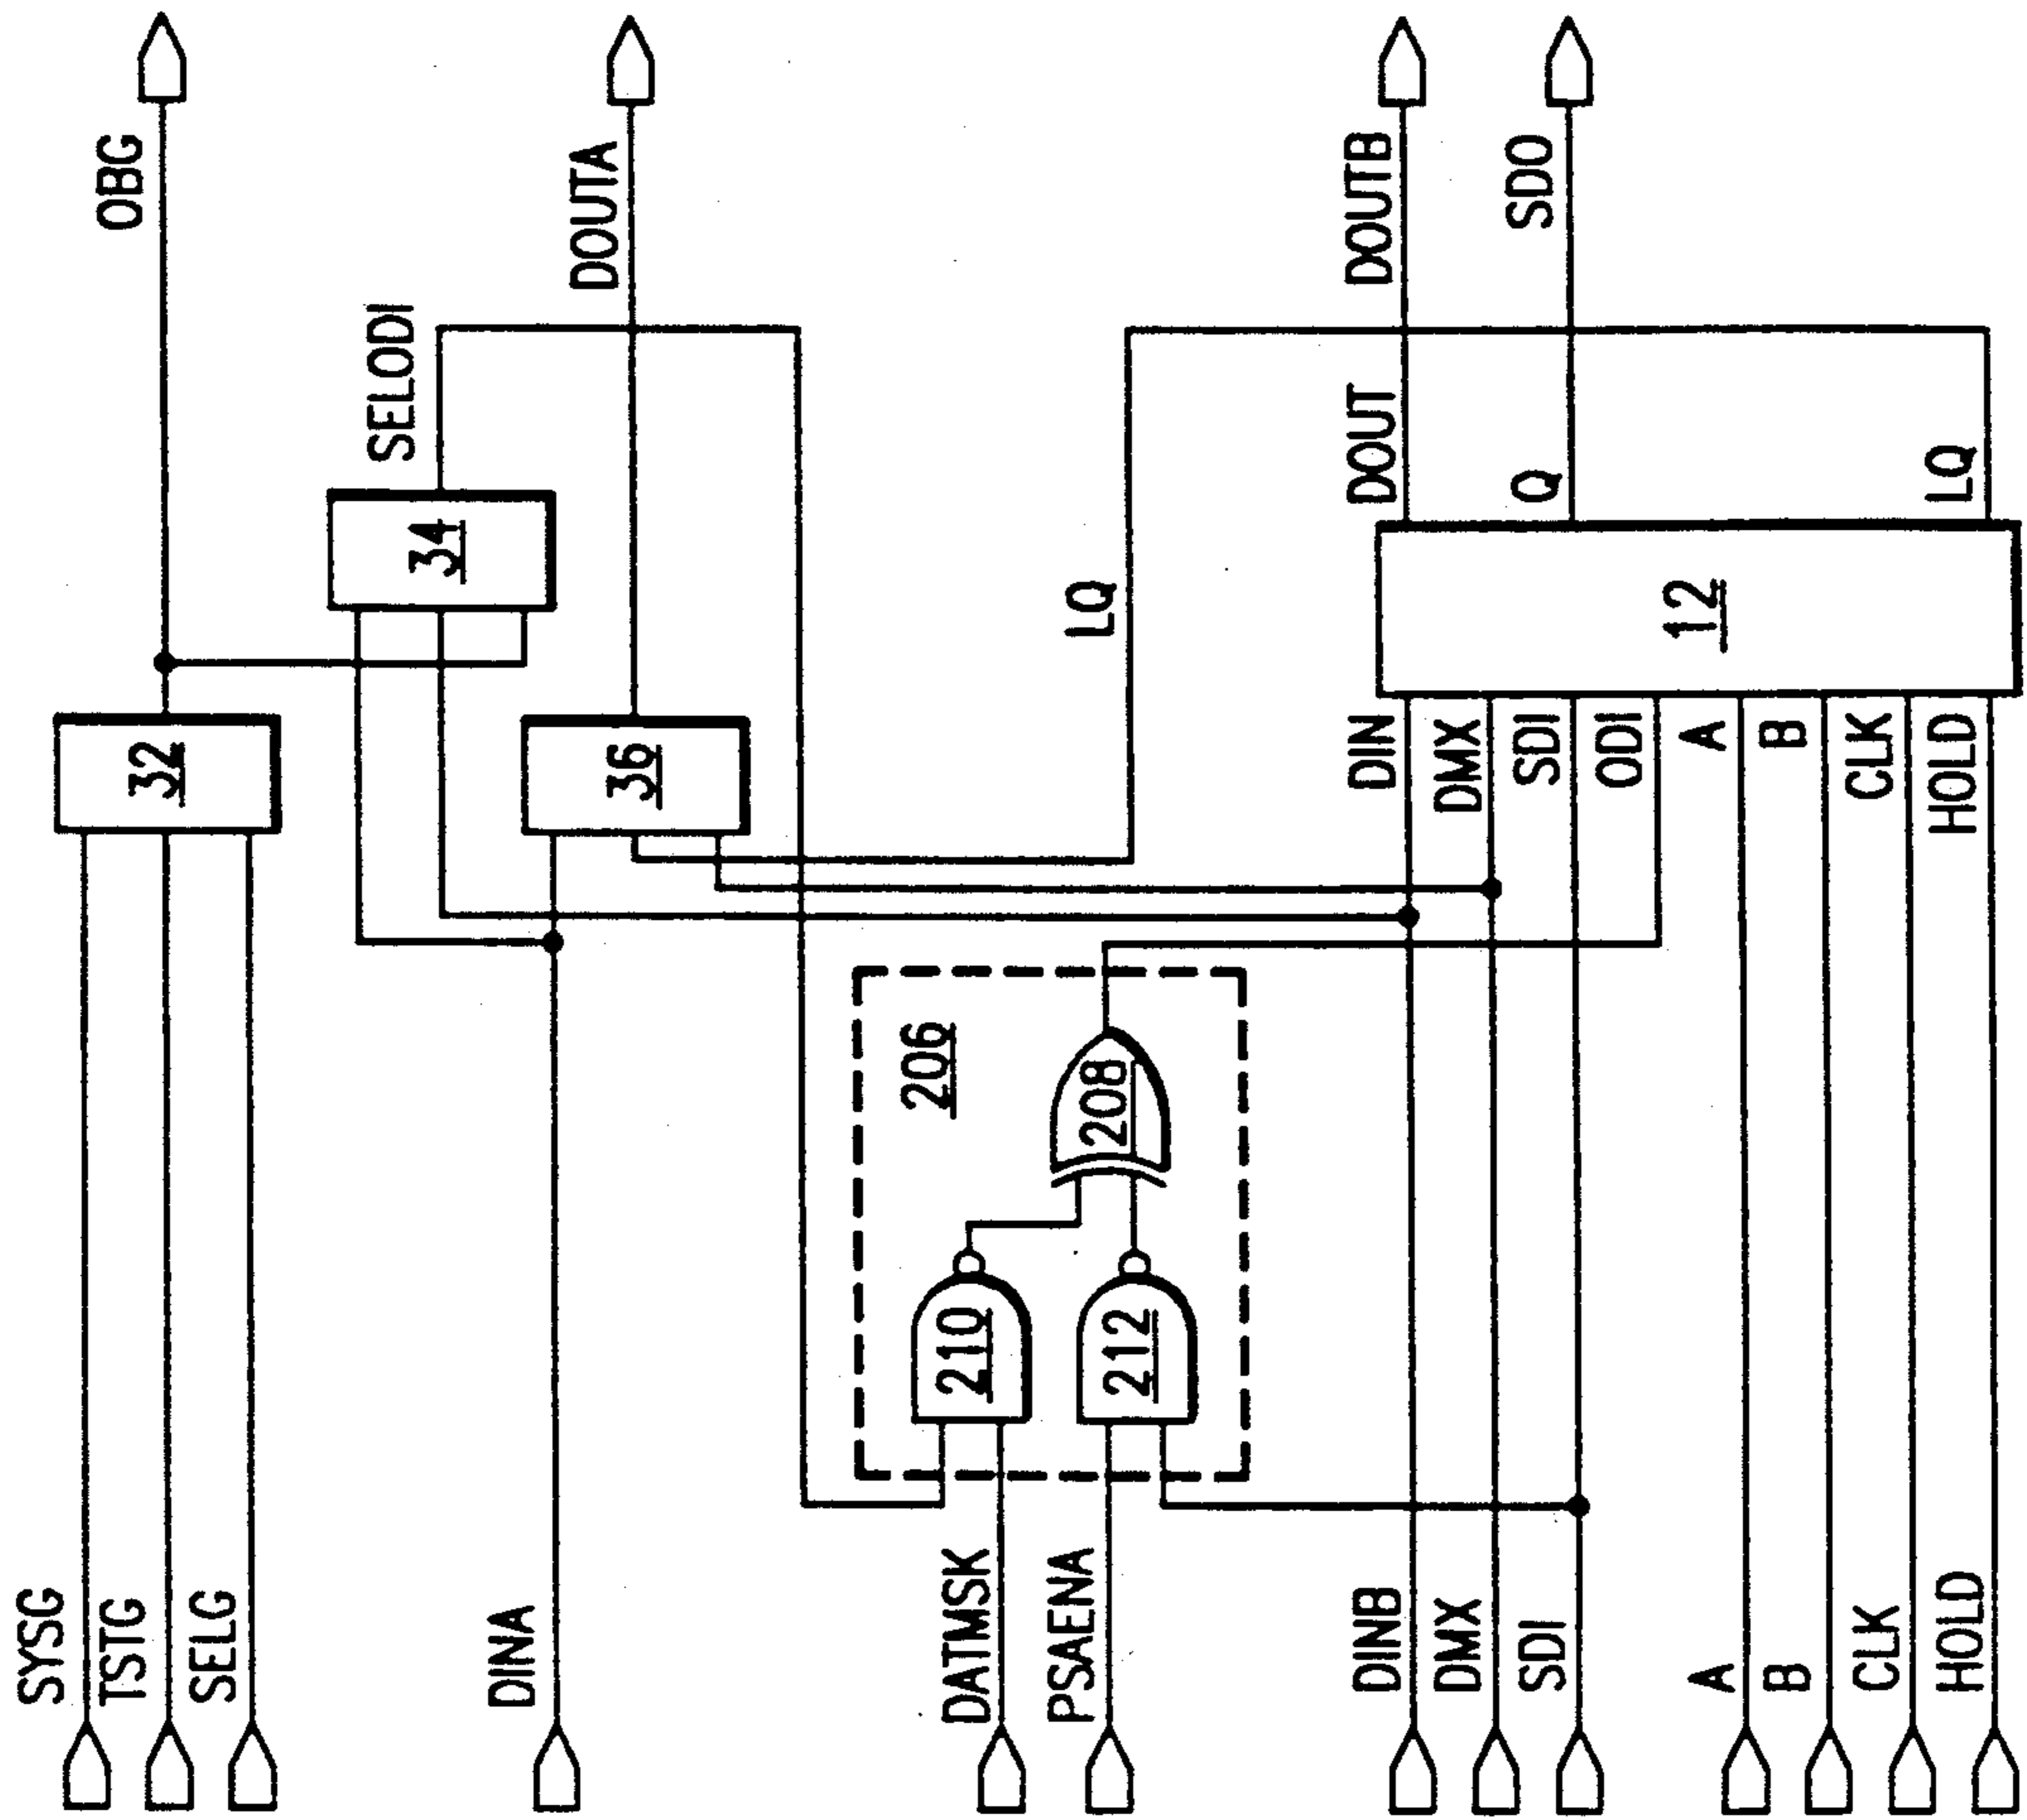 SYSG
TSTG
SELG
32
OBG
34
SELODI
DINA
36
DOUTA
206
DATMSK
210
208
PSAENA
212
LQ
DINB
DIN
DOUT
DOUTB
DMX
DMX
SDI
SDI
Q
SDO
ODI
12
A
A
B
B
CLK
CLK
HOLD
HOLD
LQ